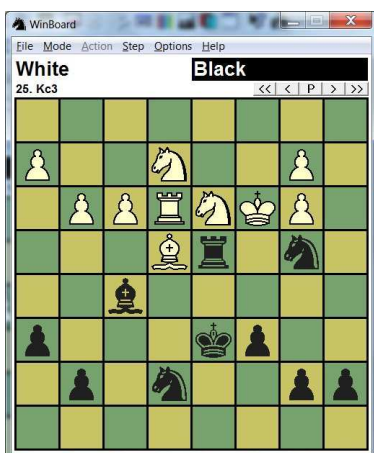 WinBoard
File Mode Action Step Options Help
White Black
25. Kc3 << < P > >>